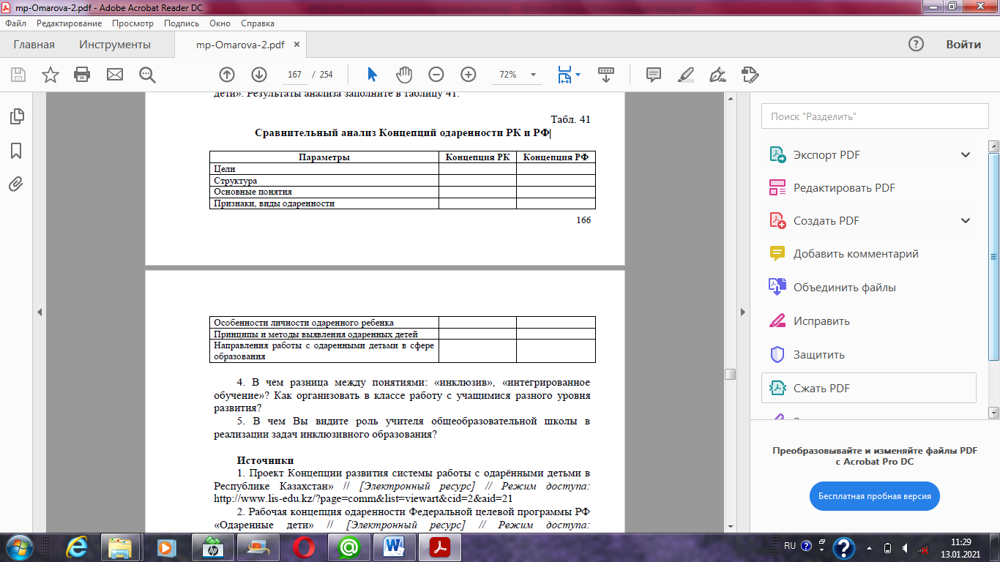 mp-Omarova-2.pdf - Adobe Acrobat Reader DC
Файл Редактирование Просмотр Подпись Окно Справка
Главная Инструменты mp-Omarova-2.pdf × Войти
167 / 254 72%
дети». Результаты анализа заполните в таблицу 41.
Табл. 41
Сравнительный анализ Концепций одаренности РК и РФ
Параметры Концепция РК Концепция РФ
Цели
Структура
Основные понятия
Признаки, виды одаренности
166
Особенности личности одаренного ребенка
Принципы и методы выявления одаренных детей
Направления работы с одаренными детьми в сфере
образования
4. В чем разница между понятиями: «инклюзив», «интегрированное
обучение»? Как организовать в классе работу с учащимися разного уровня
развития?
5. В чем Вы видите роль учителя общеобразовательной школы в
реализации задач инклюзивного образования?
Источники
1. Проект Концепции развития системы работы с одарёнными детьми в
Республике Казахстан» // [Электронный ресурс] // Режим доступа:
http://www.lis-edu.kz/?page=comm&list=viewart&cid=2&aid=21
2. Рабочая концепция одаренности Федеральной целевой программы РФ
«Одаренные дети» // [Электронный ресурс] // Режим доступа:
Поиск "Разделить"
Экспорт PDF
Редактировать PDF
Создать PDF
Добавить комментарий
Объединить файлы
Исправить
Защитить
Сжать PDF
Преобразовывайте и изменяйте файлы PDF
с Acrobat Pro DC
Бесплатная пробная версия
RU
11:29
13.01.2021